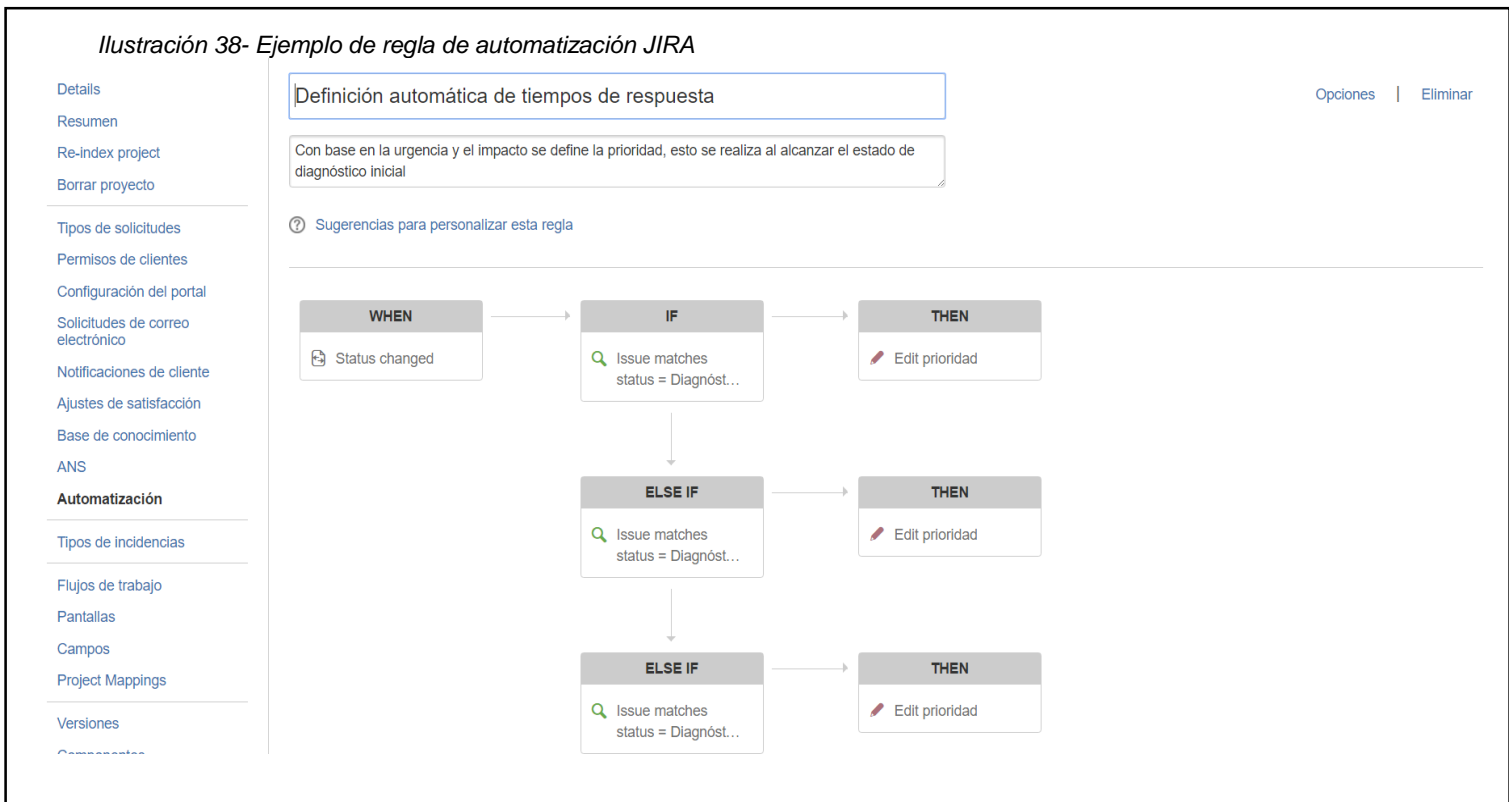 Ilustración 38- Ejemplo de regla de automatización JIRA
Details
Resumen
Re-index project
Borrar proyecto
Tipos de solicitudes
Permisos de clientes
Configuración del portal
Solicitudes de correo
electrónico
Notificaciones de cliente
Ajustes de satisfacción
Base de conocimiento
ANS
Automatización
Tipos de incidencias
Flujos de trabajo
Pantallas
Campos
Project Mappings
Versiones
Definición automática de tiempos de respuesta
Opciones | Eliminar
Con base en la urgencia y el impacto se define la prioridad, esto se realiza al alcanzar el estado de
diagnóstico inicial
Sugerencias para personalizar esta regla
WHEN
Status changed
IF
Issue matches
status = Diagnóst…
THEN
Edit prioridad
ELSE IF
Issue matches
status = Diagnóst…
THEN
Edit prioridad
ELSE IF
Issue matches
status = Diagnóst…
THEN
Edit prioridad